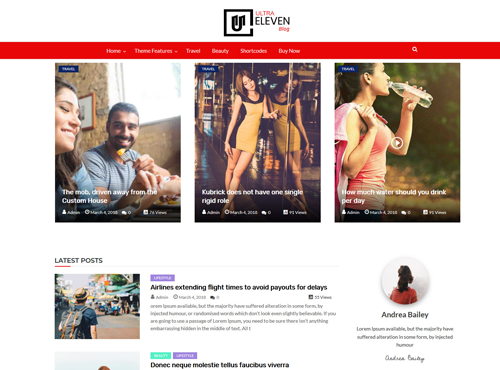 ULTRA
ELEVEN
Blog
Home Theme Features Travel Beauty Shortcodes Buy Now
TRAVEL
The mob, driven away from the
Custom House
Admin March 4, 2018 0 76 Views
TRAVEL
Kubrick does not have one single
rigid role
Admin March 4, 2018 0 91 Views
TRAVEL
How much water should you drink
per day
Admin March 4, 2018 0 91 Views
LATEST POSTS
LIFESTYLE
Airlines extending flight times to avoid payouts for delays
Admin March 4, 2018 0 55 Views
orem Ipsum available, but the majority have suffered alteration in some form, by
injected humour, or randomised words which don't look even slightly believable. If you
are going to use a passage of Lorem Ipsum, you need to be sure there isn't anything
embarrassing hidden in the middle of text. All t
BEAUTY LIFESTYLE
Donec neque molestie tellus faucibus viverra
Andrea Bailey
Lorem Ipsum available, but the majority have
suffered alteration in some form, by injected
humour
Andrea Bailey